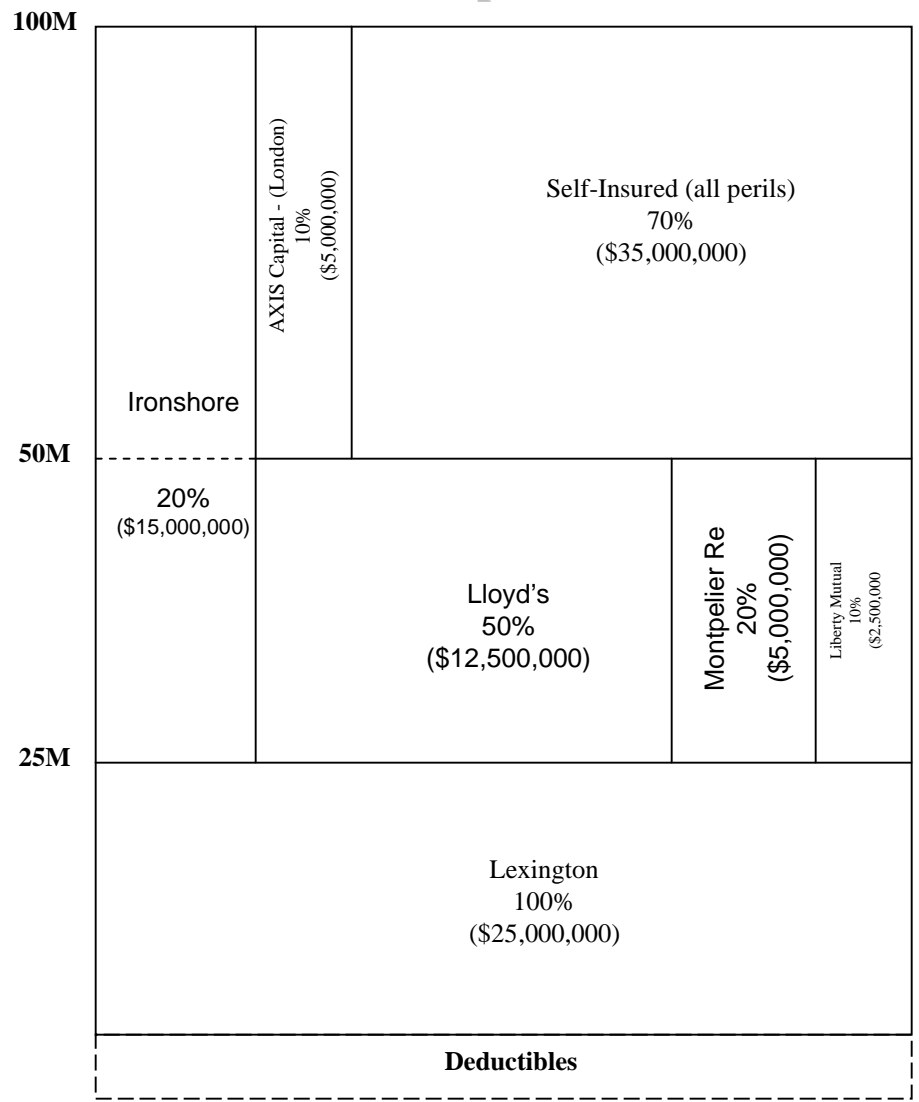 100M
AXIS Capital - (London)
10%
($5,000,000)
Self-Insured (all perils)
70%
($35,000,000)
Ironshore
50M
20%
($15,000,000)
Lloyd's
50%
($12,500,000)
Montpelier Re
20%
($5,000,000)
Liberty Mutual
10%
($2,500,000
25M
Lexington
100%
($25,000,000)
Deductibles